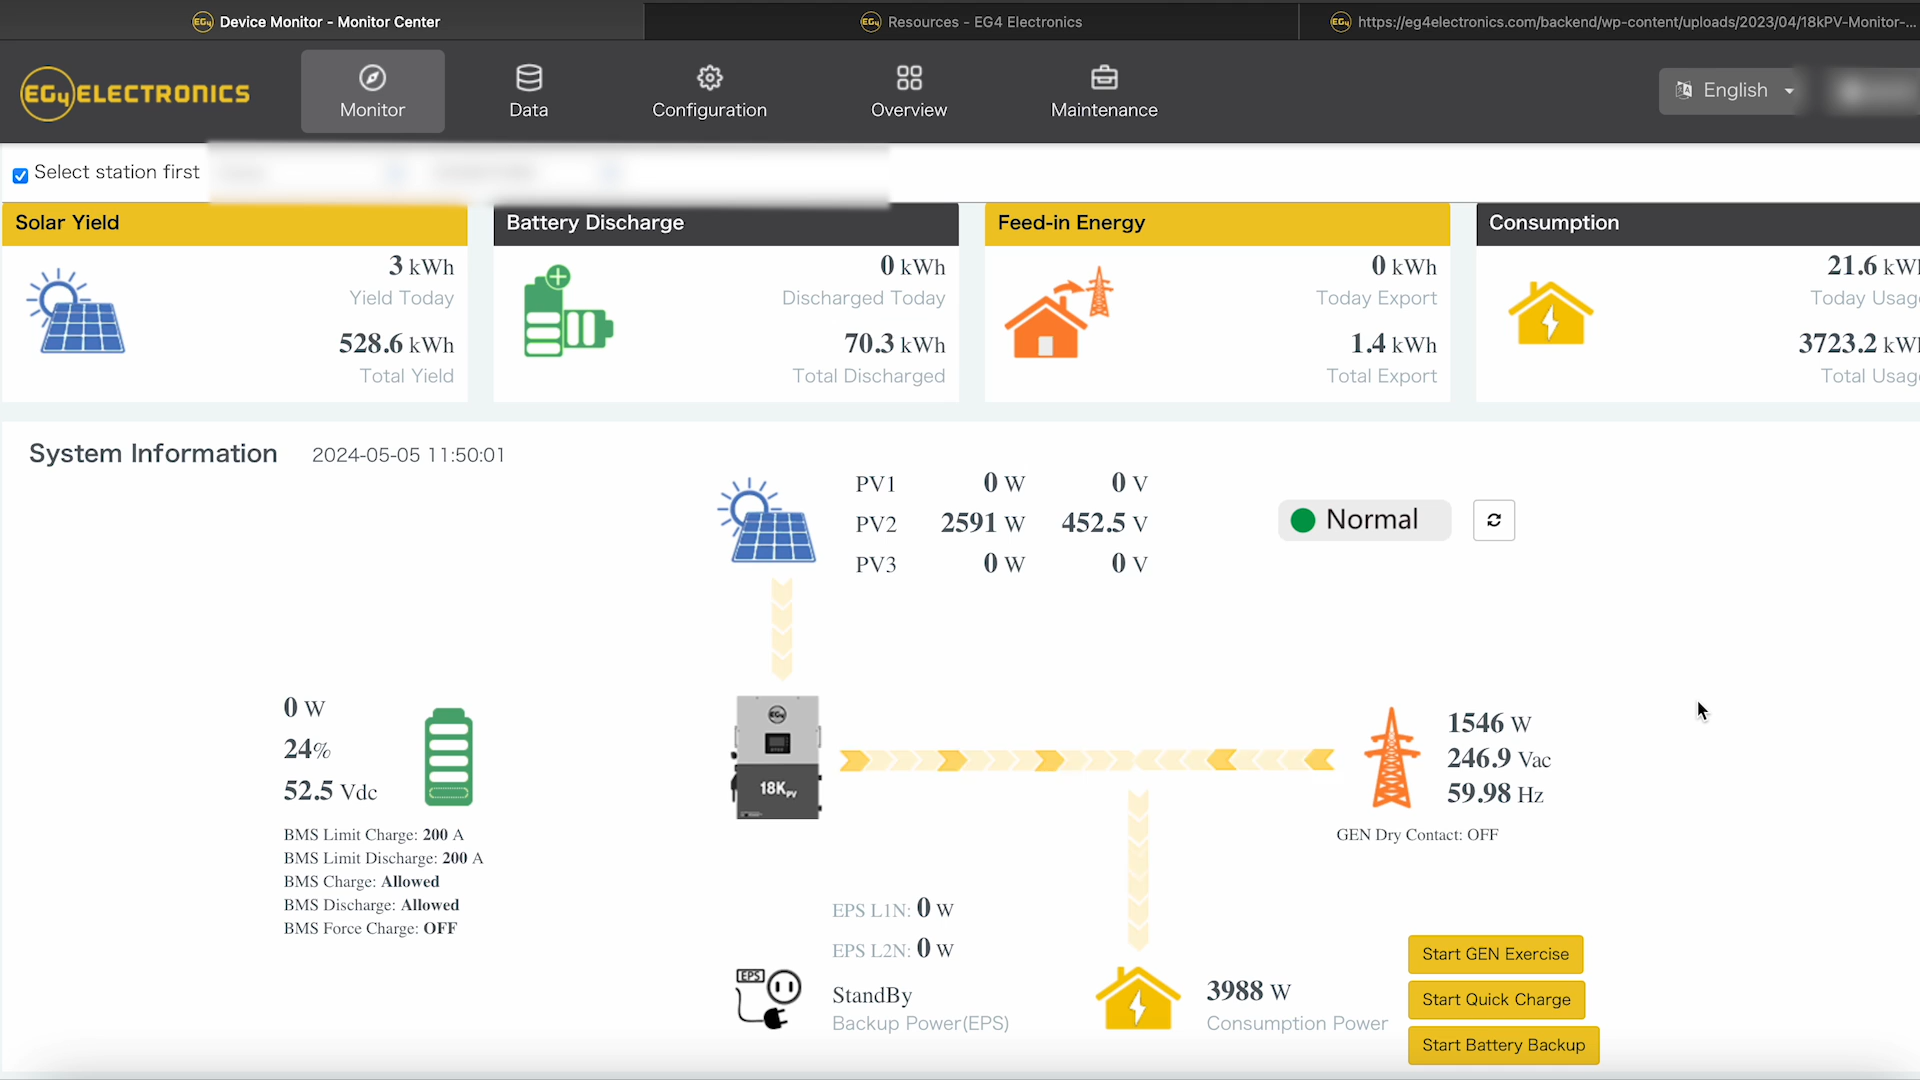 Device Monitor - Monitor Center
Resources - EG4 Electronics
https://eg4electronics.com/backend/wp-content/uploads/2023/04/18kPV-Monitor-...
EG4 ELECTRONICS
Monitor
Data
Configuration
Overview
Maintenance
English
Select station first
Solar Yield
3 kWh
Yield Today
528.6 kWh
Total Yield
Battery Discharge
0 kWh
Discharged Today
70.3 kWh
Total Discharged
Feed-in Energy
0 kWh
Today Export
1.4 kWh
Total Export
Consumption
21.6 kWh
Today Usag
3723.2 kWh
Total Usag
System Information 2024-05-05 11:50:01
PV1 0 W 0 V
PV2 2591 W 452.5 V
PV3 0 W 0 V
Normal
0 W
24%
52.5 Vdc
BMS Limit Charge: 200 A
BMS Limit Discharge: 200 A
BMS Charge: Allowed
BMS Discharge: Allowed
BMS Force Charge: OFF
EG4
18KPV
1546 W
246.9 Vac
59.98 Hz
GEN Dry Contact: OFF
EPS L1N: 0 W
EPS L2N: 0 W
EPS
StandBy
Backup Power(EPS)
3988 W
Consumption Power
Start GEN Exercise
Start Quick Charge
Start Battery Backup